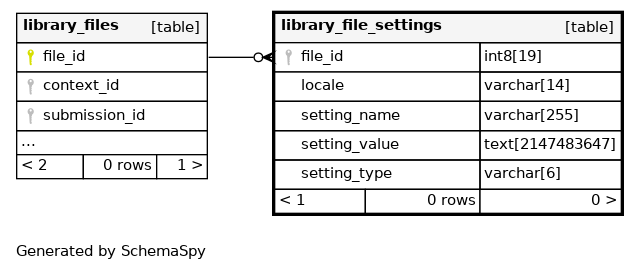 library_files [table]
file_id
context_id
submission_id
...
< 2 0 rows 1 >
library_file_settings [table]
file_id int8[19]
locale varchar[14]
setting_name varchar[255]
setting_value text[2147483647]
setting_type varchar[6]
< 1 0 rows 0 >
Generated by SchemaSpy